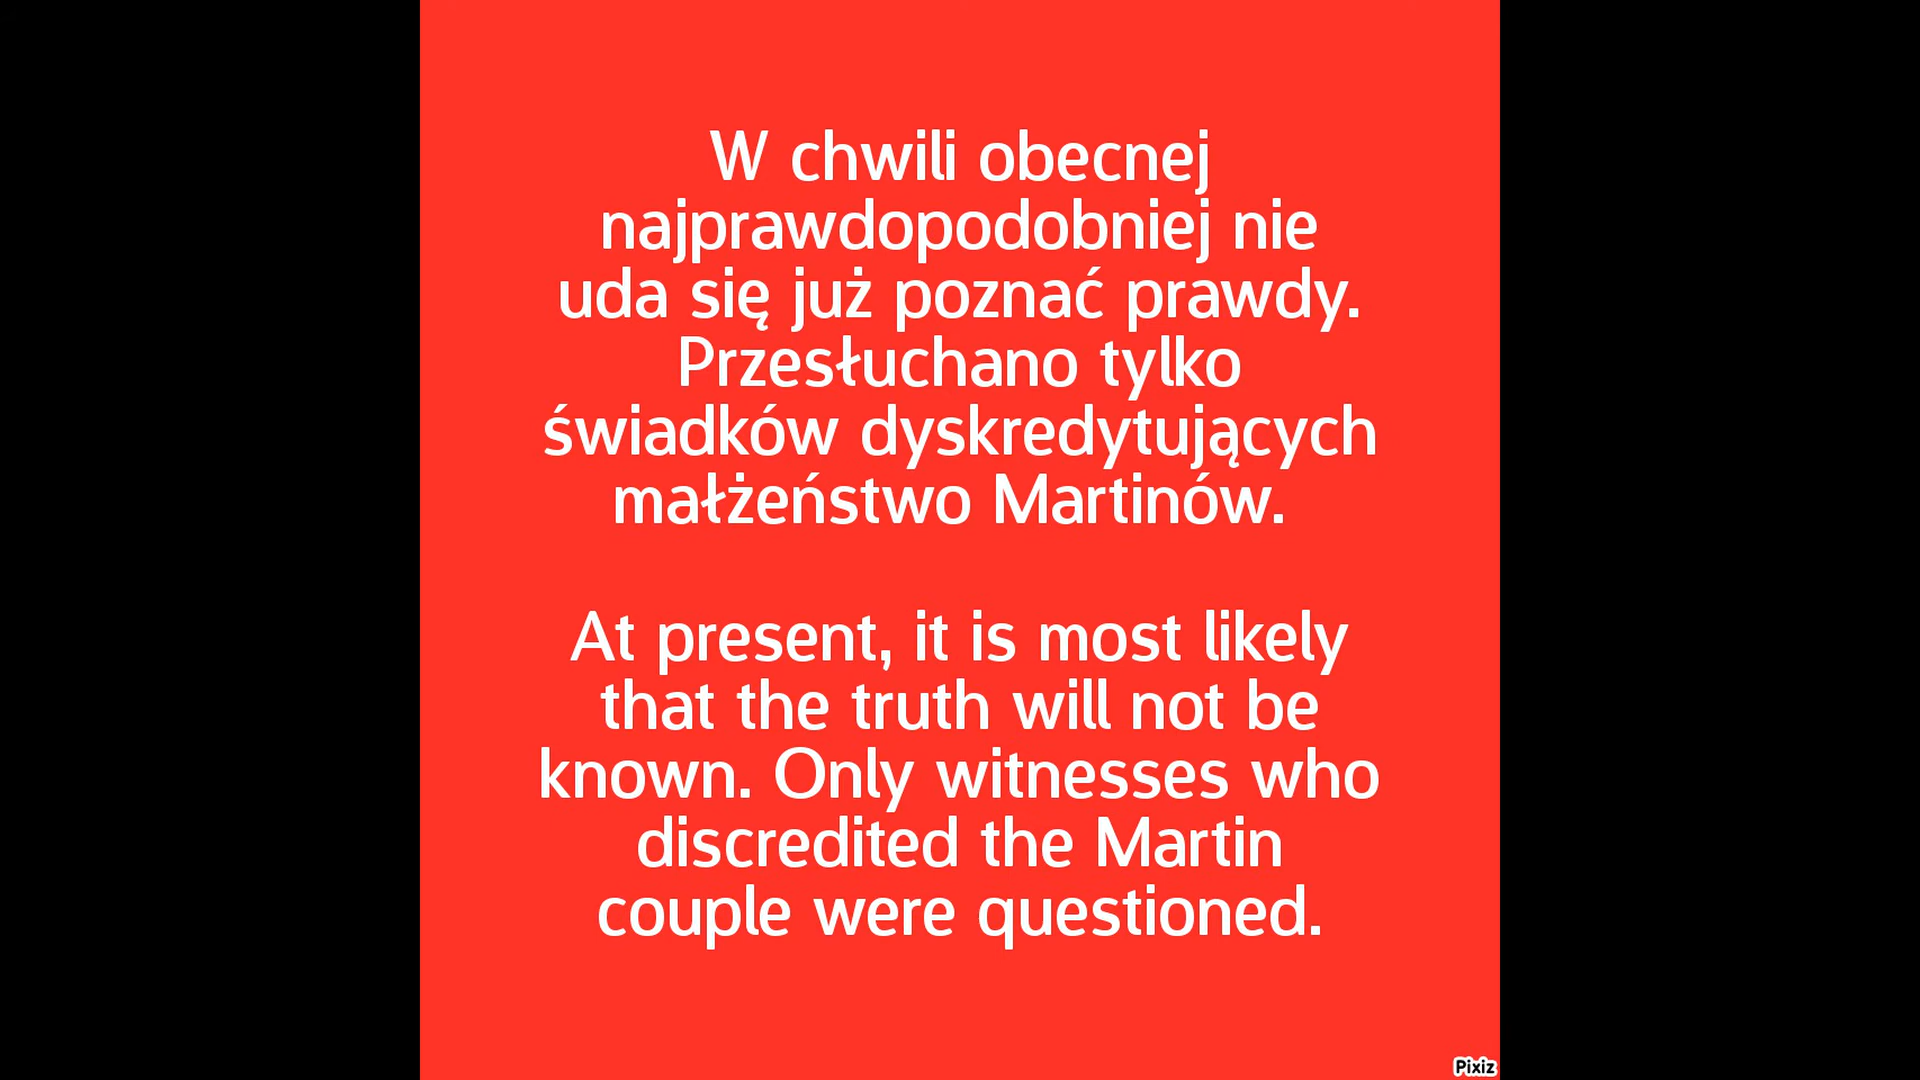 W chwili obecnej
najprawdopodobniej nie
uda się już poznać prawdy.
Przesłuchano tylko
świadków dyskredytujących
małżeństwo Martinów.
At present, it is most likely
that the truth will not be
known. Only witnesses who
discredited the Martin
couple were questioned.
Pixiz